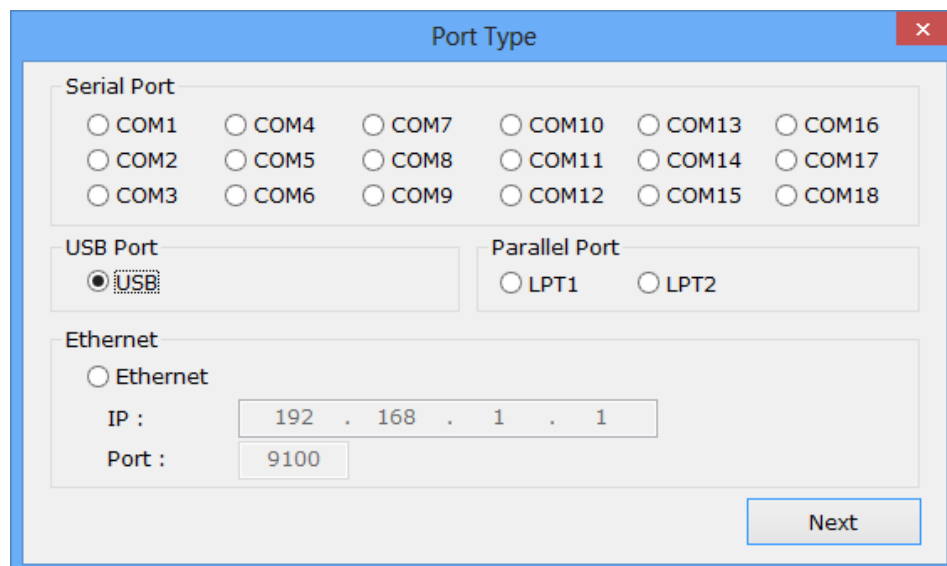 Port Type
Serial Port
COM1 COM4 COM7 COM10 COM13 COM16
COM2 COM5 COM8 COM11 COM14 COM17
COM3 COM6 COM9 COM12 COM15 COM18
USB Port
USB
Parallel Port
LPT1 LPT2
Ethernet
Ethernet
IP : 192 . 168 . 1 . 1
Port : 9100
Next